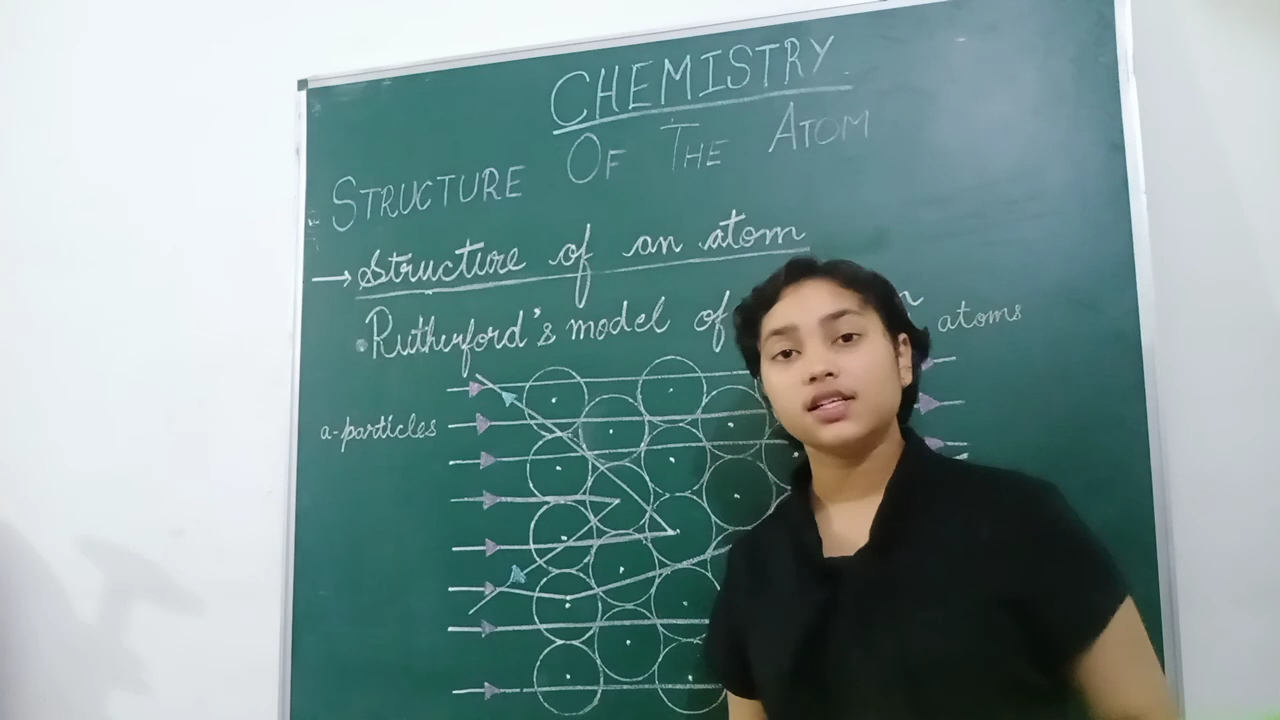 CHEMISTRY
STRUCTURE OF THE ATOM
→ Structure of an atom
• Rutherford's model of
atoms
a-particles